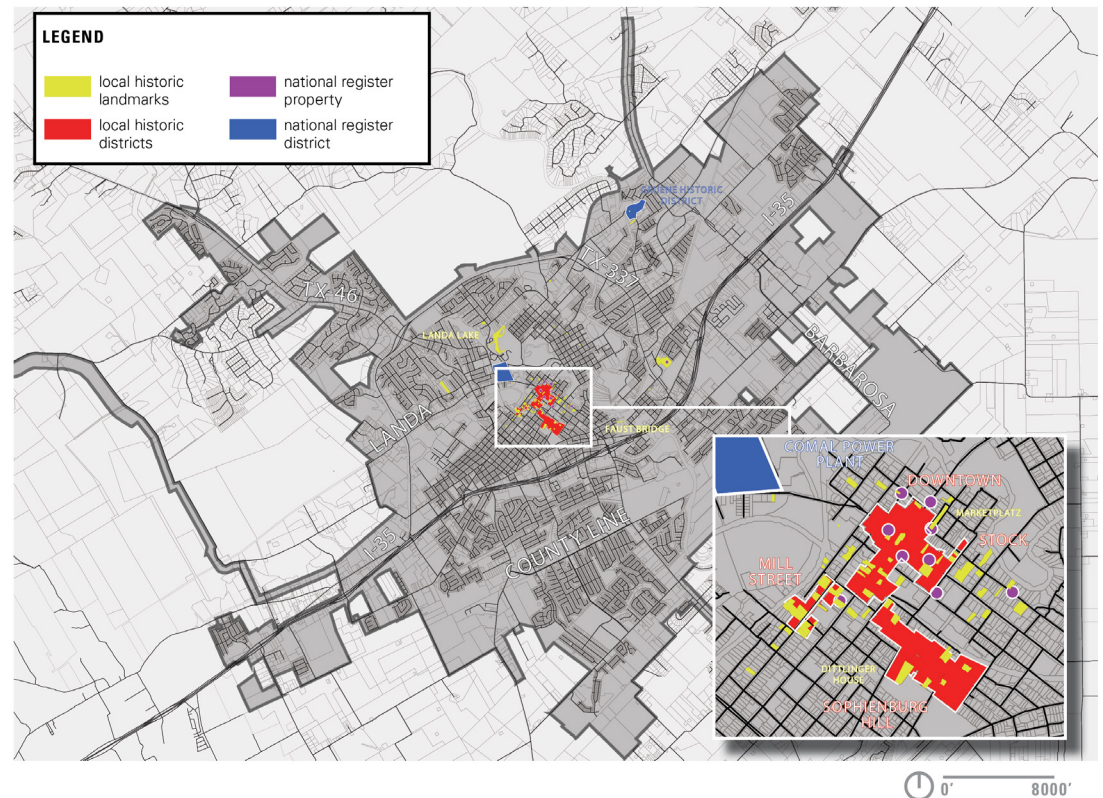 LEGEND
local historic
landmarks
national register
property
local historic
districts
national register
district
GRUENE HISTORIC
DISTRICT
I-35
TX-337
TX-46
LANDA LAKE
BARBAROSA
LANDA
FAUST BRIDGE
I-35
COUNTY LINE
COMAL POWER
PLANT
DOWNTOWN
MARKETPLATZ
STOCK
MILL
STREET
DITTLINGER
HOUSE
SOPHIENBURG
HILL
0'
8000'